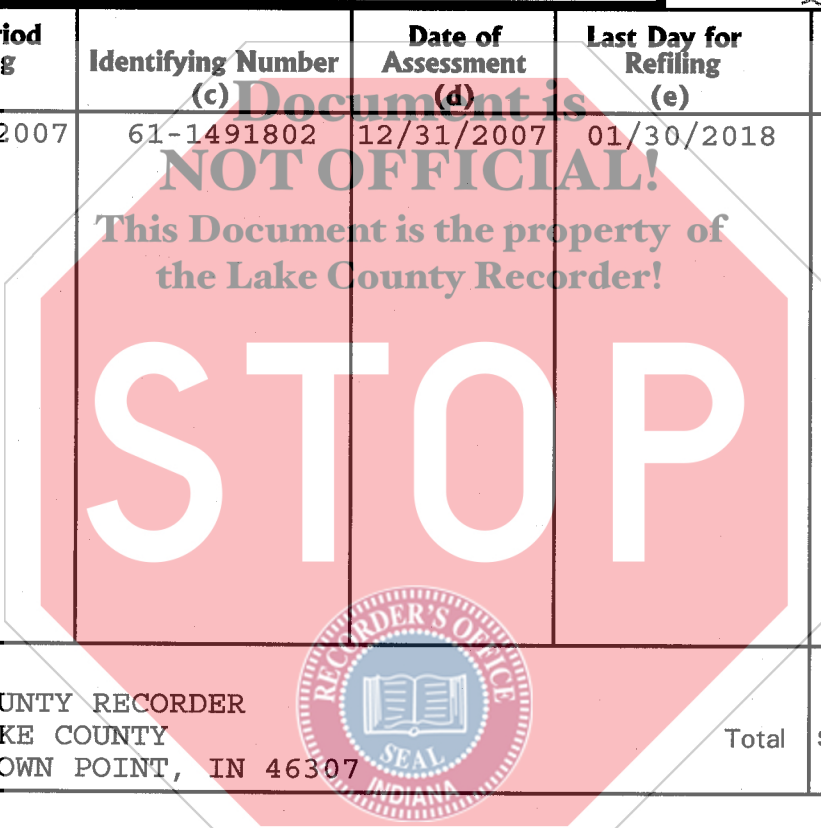 iod
g
Identifying Number
(c)
Date of
Assessment
(d)
Last Day for
Refiling
(e)
2007 61-1491802 12/31/2007 01/30/2018
Document is
NOT OFFICIAL!
This Document is the property of
the Lake County Recorder!
STOP
RECORDER'S OFFICE
SEAL
INDIANA
UNTY RECORDER
KE COUNTY
OWN POINT, IN 46307
Total